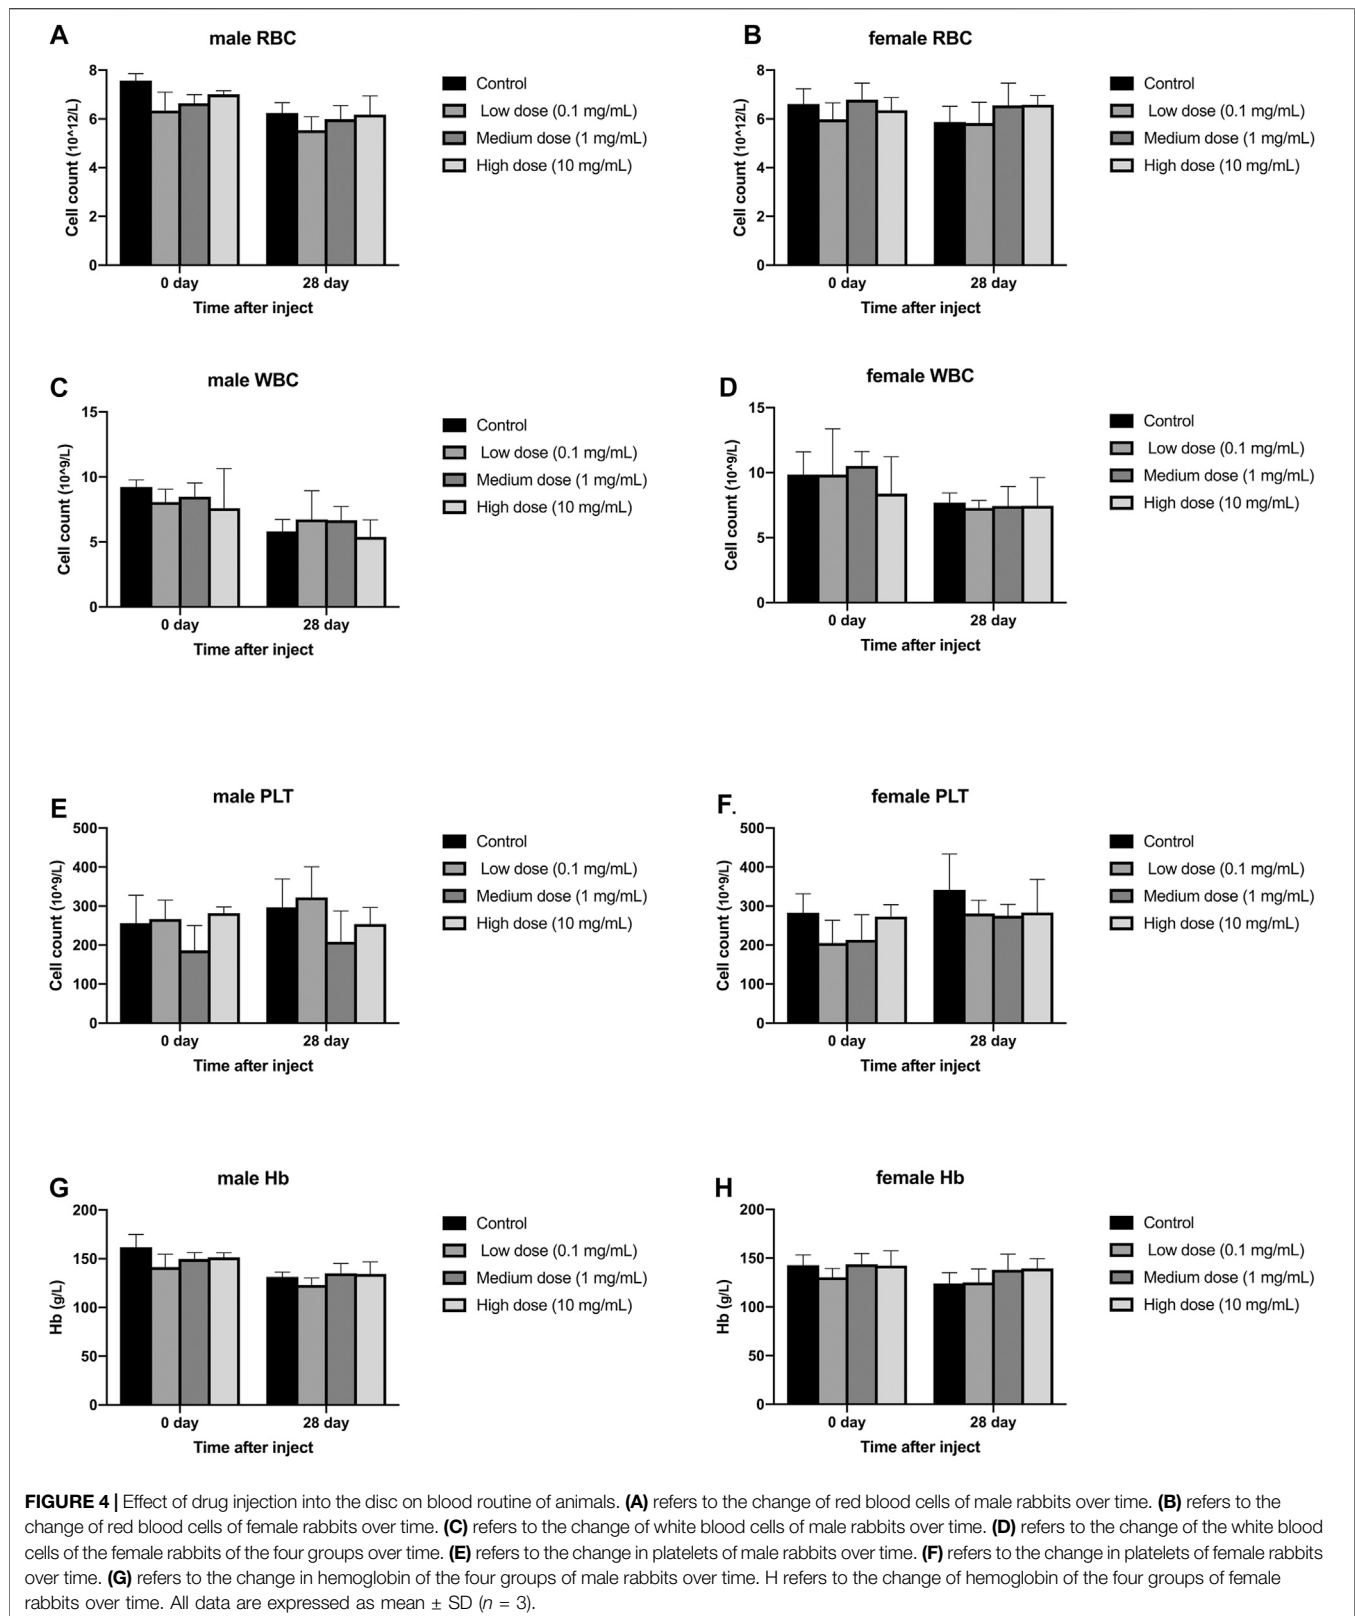 A
male RBC
8
6
4
2
0
Cell count (10^12/L)
0 day
28 day
Time after inject
Control
Low dose (0.1 mg/mL)
Medium dose (1 mg/mL)
High dose (10 mg/mL)
B
female RBC
8
6
4
2
0
Cell count (10^12/L)
0 day
28 day
Time after inject
Control
Low dose (0.1 mg/mL)
Medium dose (1 mg/mL)
High dose (10 mg/mL)
C
male WBC
15
10
5
0
Cell count (10^9/L)
0 day
28 day
Time after inject
Control
Low dose (0.1 mg/mL)
Medium dose (1 mg/mL)
High dose (10 mg/mL)
D
female WBC
15
10
5
0
Cell count (10^9/L)
0 day
28 day
Time after inject
Control
Low dose (0.1 mg/mL)
Medium dose (1 mg/mL)
High dose (10 mg/mL)
E
male PLT
500
400
300
200
100
0
Cell count (10^9/L)
0 day
28 day
Time after inject
Control
Low dose (0.1 mg/mL)
Medium dose (1 mg/mL)
High dose (10 mg/mL)
F.
female PLT
500
400
300
200
100
0
Cell count (10^9/L)
0 day
28 day
Time after inject
Control
Low dose (0.1 mg/mL)
Medium dose (1 mg/mL)
High dose (10 mg/mL)
G
male Hb
200
150
100
50
0
Hb (g/L)
0 day
28 day
Time after inject
Control
Low dose (0.1 mg/mL)
Medium dose (1 mg/mL)
High dose (10 mg/mL)
H
female Hb
200
150
100
50
0
Hb (g/L)
0 day
28 day
Time after inject
Control
Low dose (0.1 mg/mL)
Medium dose (1 mg/mL)
High dose (10 mg/mL)
FIGURE 4 | Effect of drug injection into the disc on blood routine of animals. (A) refers to the change of red blood cells of male rabbits over time. (B) refers to the
change of red blood cells of female rabbits over time. (C) refers to the change of white blood cells of male rabbits over time. (D) refers to the change of the white blood
cells of the female rabbits of the four groups over time. (E) refers to the change in platelets of male rabbits over time. (F) refers to the change in platelets of female rabbits
over time. (G) refers to the change in hemoglobin of the four groups of male rabbits over time. H refers to the change of hemoglobin of the four groups of female
rabbits over time. All data are expressed as mean ± SD (n = 3).